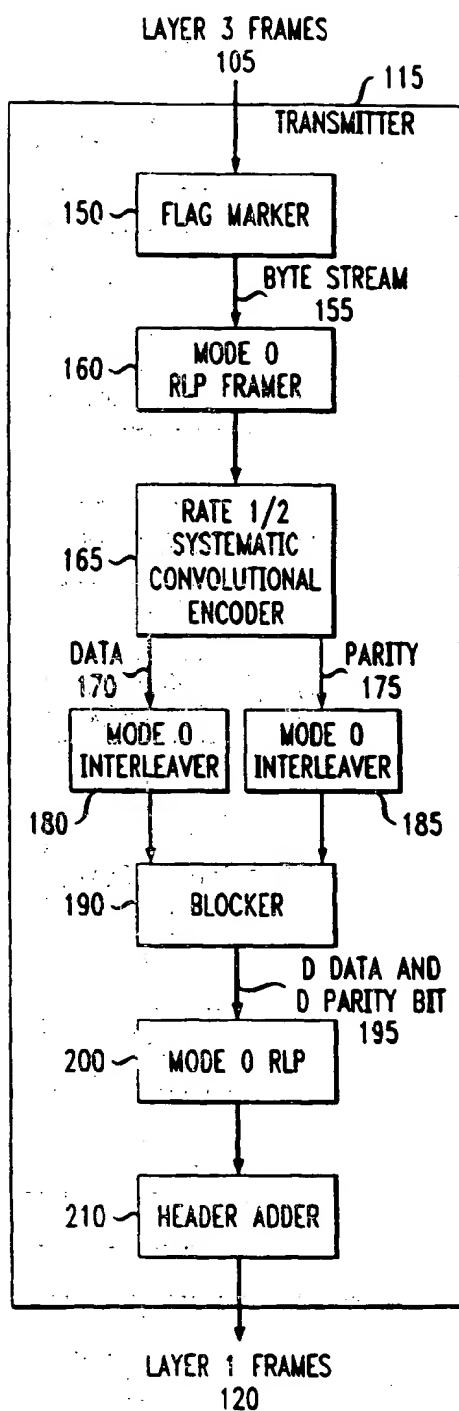 LAYER 3 FRAMES
105
115
TRANSMITTER
150
FLAG MARKER
BYTE STREAM
155
160
MODE 0
RLP FRAMER
165
RATE 1/2
SYSTEMATIC
CONVOLUTIONAL
ENCODER
DATA
170
PARITY
175
MODE 0
INTERLEAVER
180
MODE 0
INTERLEAVER
185
190
BLOCKER
D DATA AND
D PARITY BIT
195
200
MODE 0 RLP
210
HEADER ADDER
LAYER 1 FRAMES
120